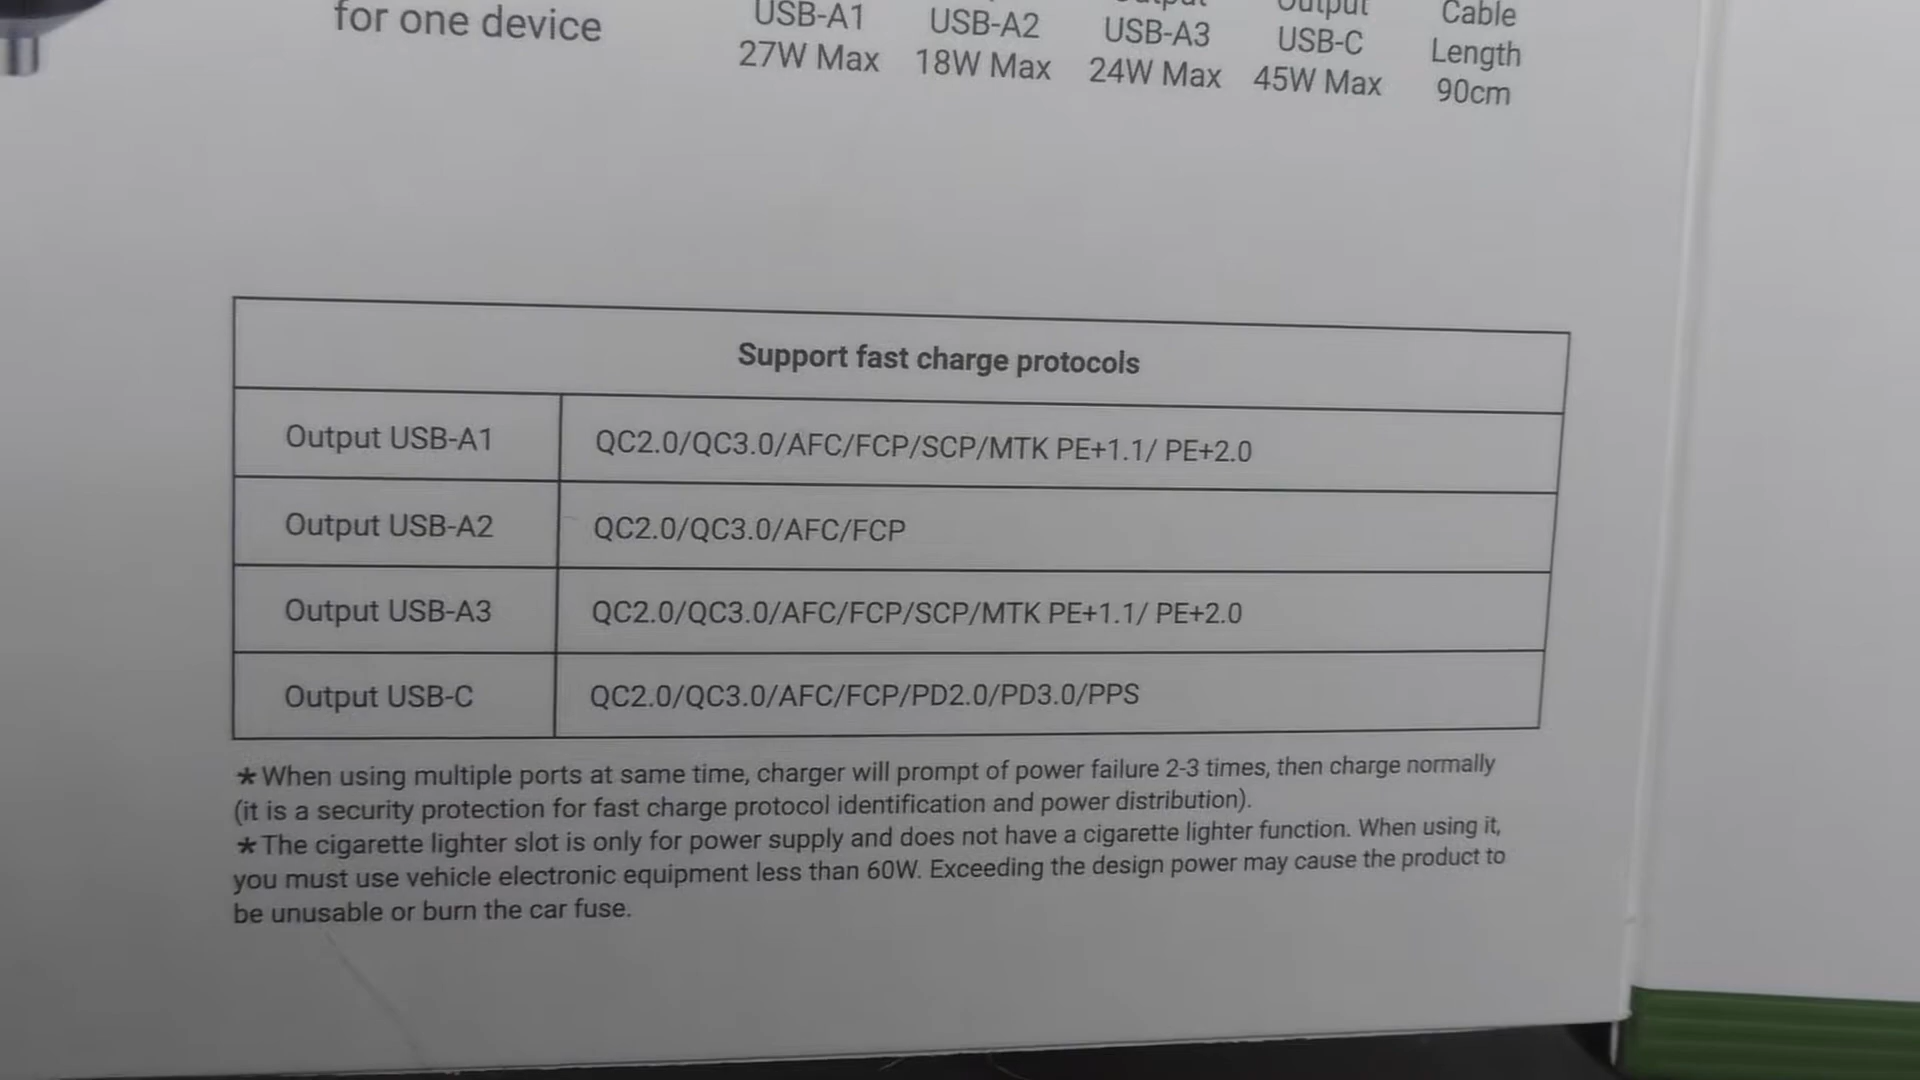 for one device
Output Output
USB-A1 USB-A2 USB-A3 USB-C Cable
27W Max 18W Max 24W Max 45W Max Length
90cm
Support fast charge protocols
Output USB-A1 QC2.0/QC3.0/AFC/FCP/SCP/MTK PE+1.1/ PE+2.0
Output USB-A2 QC2.0/QC3.0/AFC/FCP
Output USB-A3 QC2.0/QC3.0/AFC/FCP/SCP/MTK PE+1.1/ PE+2.0
Output USB-C QC2.0/QC3.0/AFC/FCP/PD2.0/PD3.0/PPS
*When using multiple ports at same time, charger will prompt of power failure 2-3 times, then charge normally
(it is a security protection for fast charge protocol identification and power distribution).
*The cigarette lighter slot is only for power supply and does not have a cigarette lighter function. When using it,
you must use vehicle electronic equipment less than 60W. Exceeding the design power may cause the product to
be unusable or burn the car fuse.